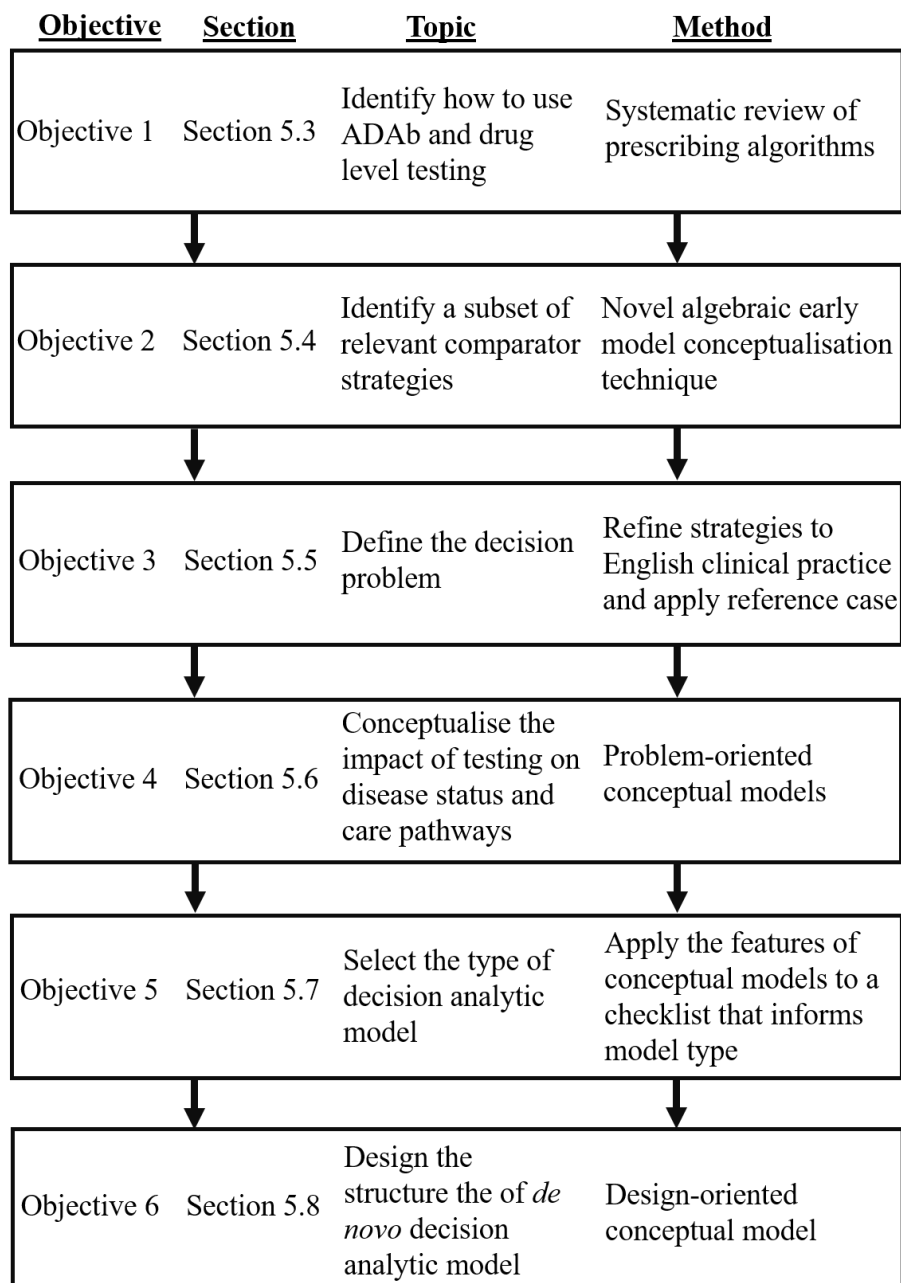 Objective Section Topic Method
Objective 1 Section 5.3
Identify how to use
ADAb and drug
level testing
Systematic review of
prescribing algorithms
Objective 2 Section 5.4
Identify a subset of
relevant comparator
strategies
Novel algebraic early
model conceptualisation
technique
Objective 3 Section 5.5
Define the decision
problem
Refine strategies to
English clinical practice
and apply reference case
Objective 4 Section 5.6
Conceptualise the
impact of testing on
disease status and
care pathways
Problem-oriented
conceptual models
Objective 5 Section 5.7
Select the type of
decision analytic
model
Apply the features of
conceptual models to a
checklist that informs
model type
Objective 6 Section 5.8
Design the
structure the of de
novo decision
analytic model
Design-oriented
conceptual model